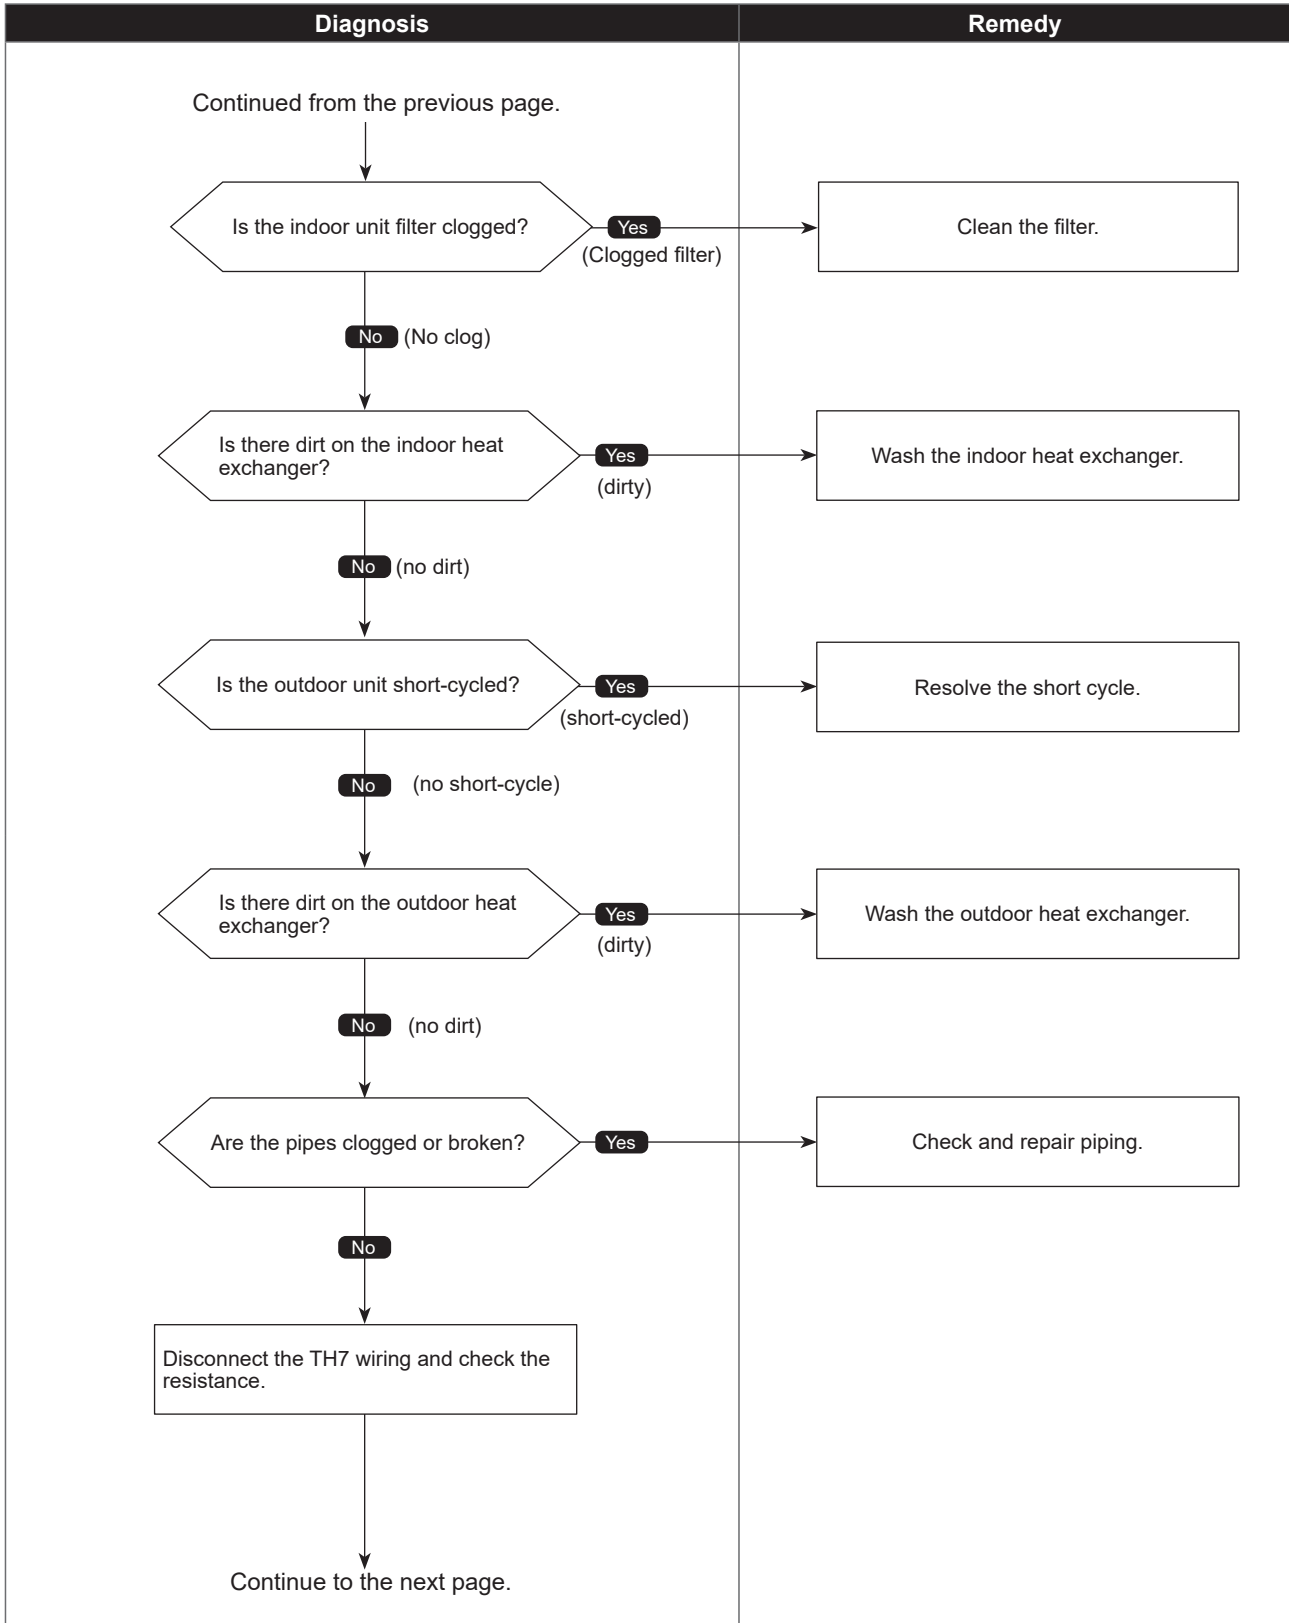 Diagnosis
Remedy
Continued from the previous page.
Is the indoor unit filter clogged?
Yes
(Clogged filter)
Clean the filter.
No (No clog)
Is there dirt on the indoor heat
exchanger?
Yes
(dirty)
Wash the indoor heat exchanger.
No (no dirt)
Is the outdoor unit short-cycled?
Yes
(short-cycled)
Resolve the short cycle.
No (no short-cycle)
Is there dirt on the outdoor heat
exchanger?
Yes
(dirty)
Wash the outdoor heat exchanger.
No (no dirt)
Are the pipes clogged or broken?
Yes
Check and repair piping.
No
Disconnect the TH7 wiring and check the
resistance.
Continue to the next page.